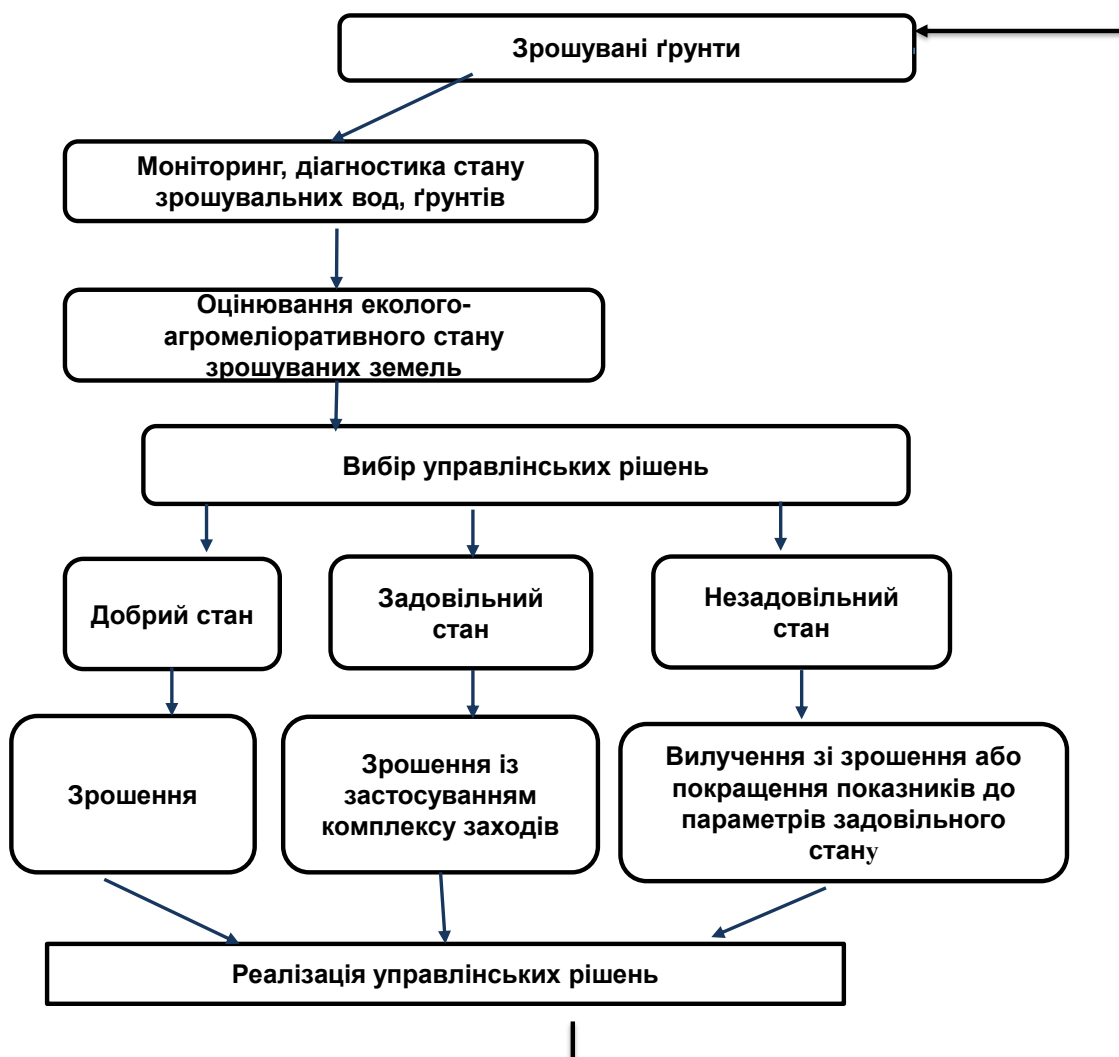 Зрошувані ґрунти
Моніторинг, діагностика стану
зрошувальних вод, ґрунтів
Оцінювання еколого-
агромеліоративного стану
зрошуваних земель
Вибір управлінських рішень
Добрий стан
Задовільний
стан
Незадовільний
стан
Зрошення
Зрошення із
застосуванням
комплексу заходів
Вилучення зі зрошення або
покращення показників до
параметрів задовільного
стану
Реалізація управлінських рішень